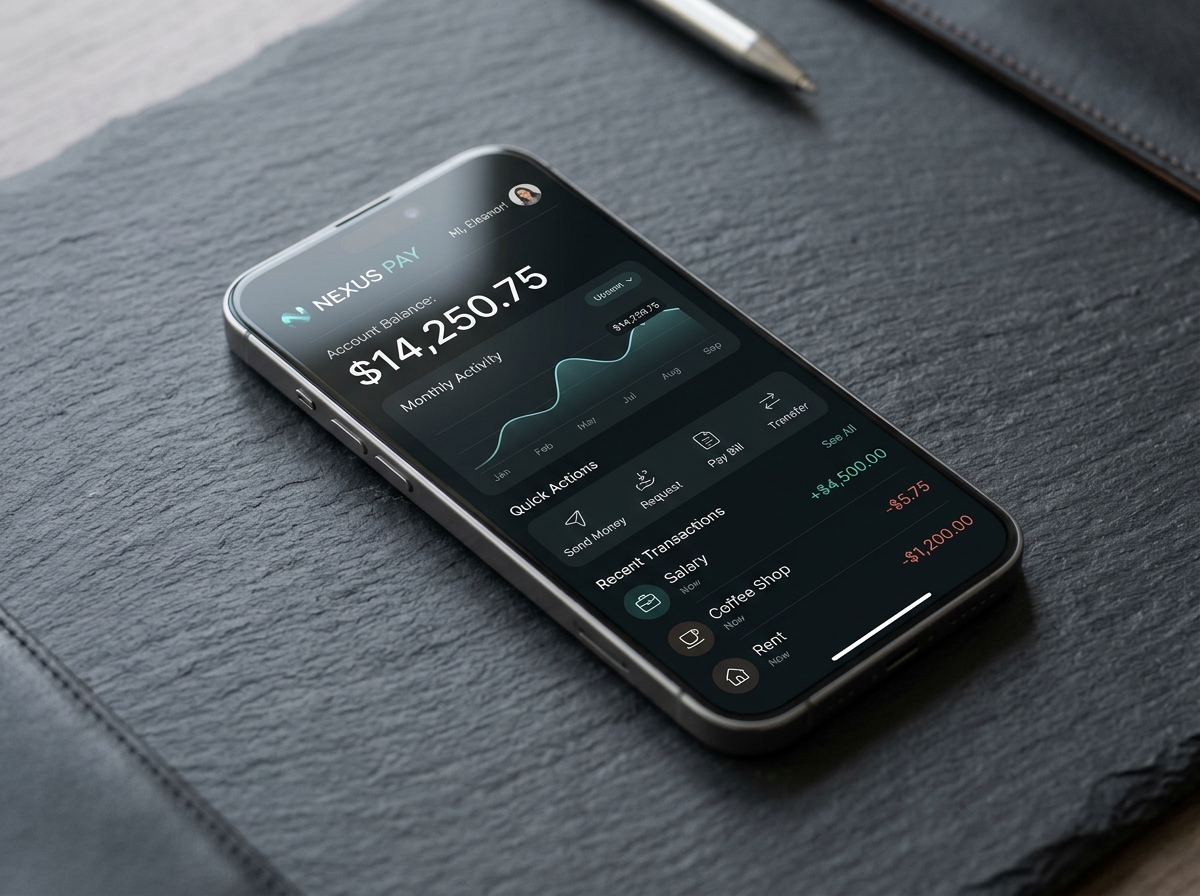 Hi, Eleanor!
NEXUS PAY
Account Balance:
$14,250.75
Monthly Activity
Jan Feb May Jul Aug Sep
Quick Actions
Send Money
Request
Pay Bill
Transfer
Recent Transactions
See All
Salary
Now
+$4,500.00
Coffee Shop
Now
-$5.75
Rent
Now
-$1,200.00